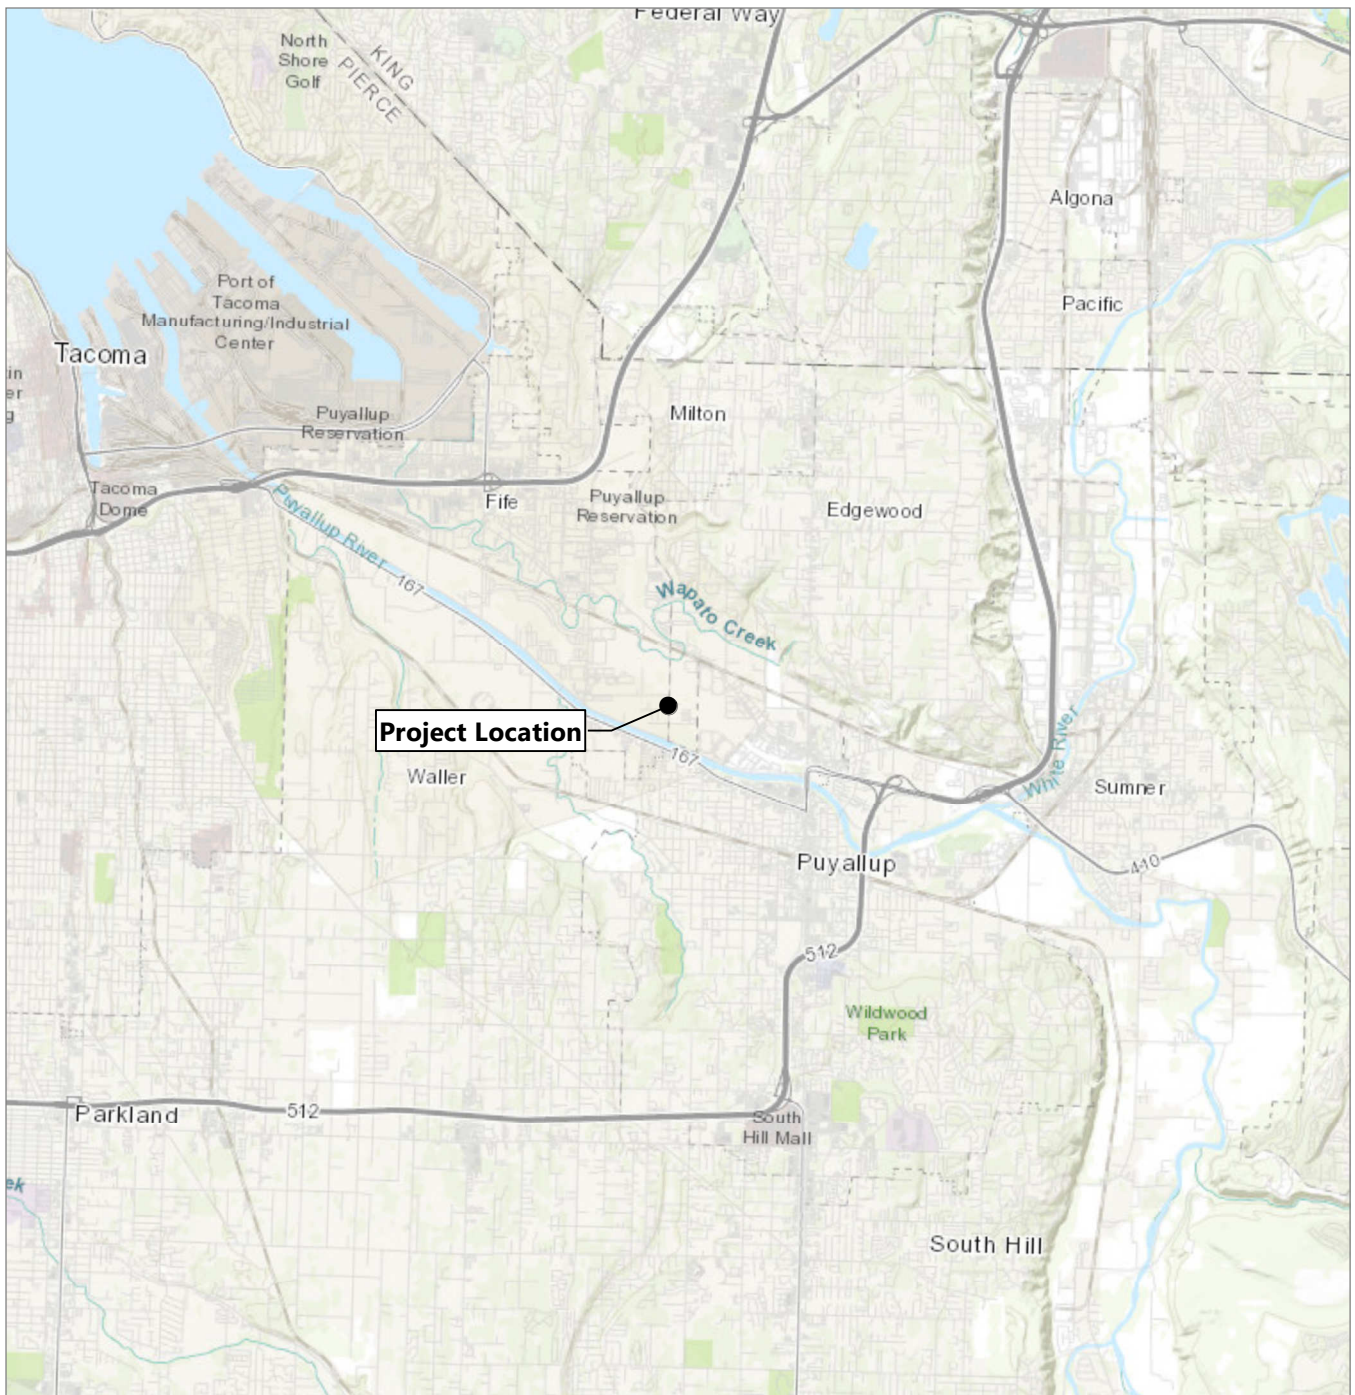 Federal Way
North
Shore
Golf
KING
PIERCE
Algona
Port of
Tacoma
Manufacturing/Industrial
Center
Pacific
Tacoma
Puyallup
Reservation
Milton
Tacoma
Dome
Fife
Puyallup
Reservation
Edgewood
Puyallup River
167
Wapato Creek
Project Location
167
Waller
White River
Sumner
Puyallup
410
512
Wildwood
Park
Parkland
512
South
Hill Mall
South Hill